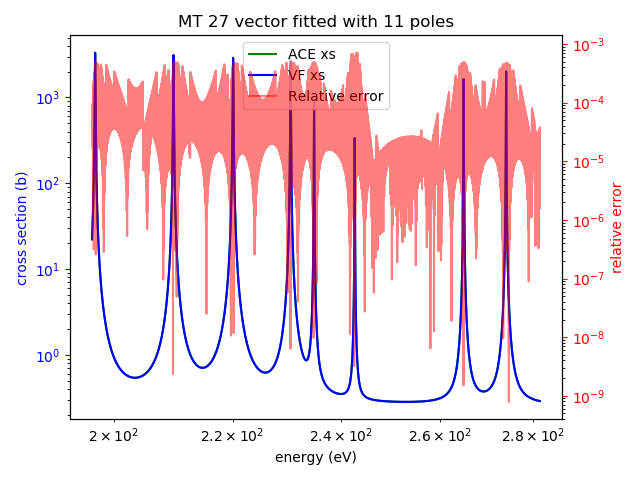 MT 27 vector fitted with 11 poles
ACE xs
VF xs
Relative error
10³
10²
10¹
10⁰
cross section (b)
10⁻³
10⁻⁴
10⁻⁵
10⁻⁶
10⁻⁷
10⁻⁸
10⁻⁹
relative error
2 × 10² 2.2 × 10² 2.4 × 10² 2.6 × 10² 2.8 × 10²
energy (eV)